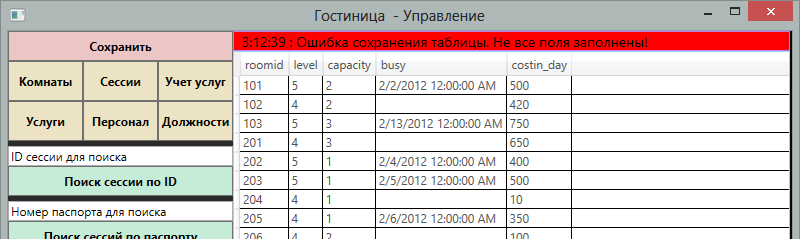 Гостиница - Управление
Сохранить
Комнаты Сессии Учет услуг
Услуги Персонал Должности
ID сессии для поиска
Поиск сессии по ID
Номер паспорта для поиска
Поиск сессий по паспорту
3:12:39 : Ошибка сохранения таблицы. Не все поля заполнены!
roomid level capacity busy costin_day
101 5 2 2/2/2012 12:00:00 AM 500
102 4 2 420
103 5 3 2/13/2012 12:00:00 AM 750
201 4 3 650
202 5 1 2/4/2012 12:00:00 AM 400
203 5 1 2/5/2012 12:00:00 AM 500
204 4 1 10
205 4 1 2/6/2012 12:00:00 AM 350
206 4 2 100